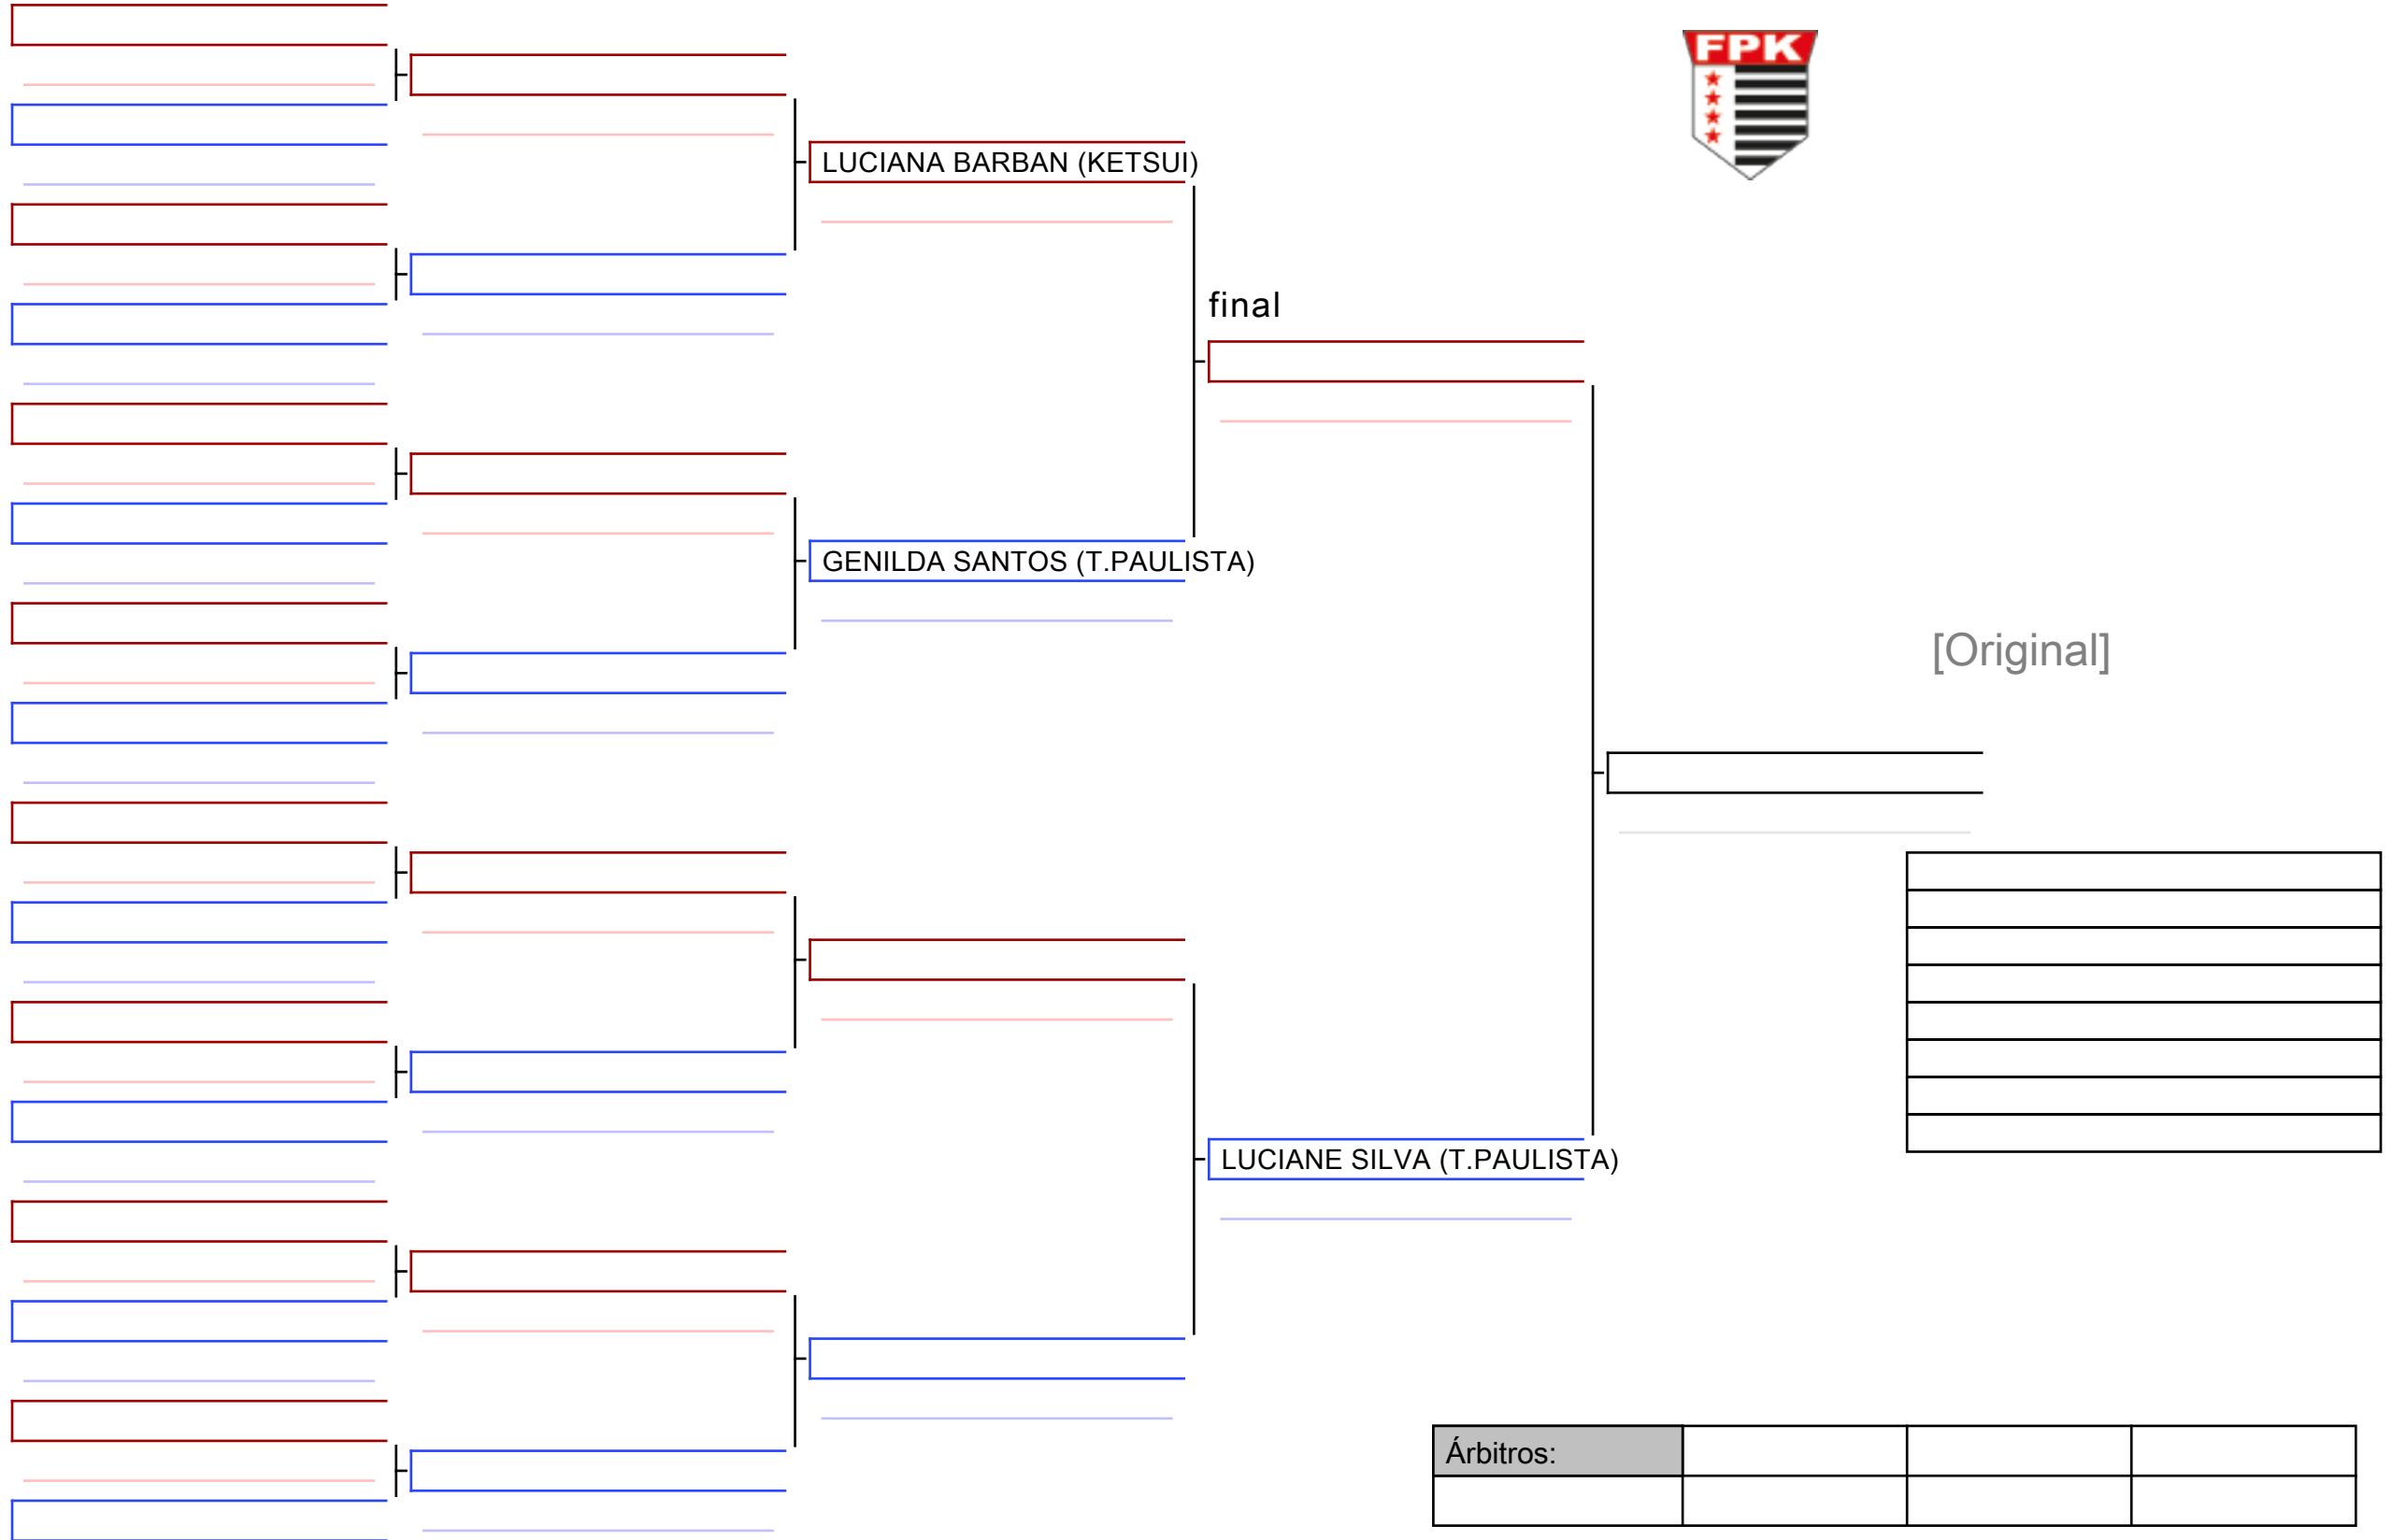 FPK
LUCIANA BARBAN (KETSUI)
final
GENILDA SANTOS (T.PAULISTA)
[Original]
LUCIANE SILVA (T.PAULISTA)
Árbitros: